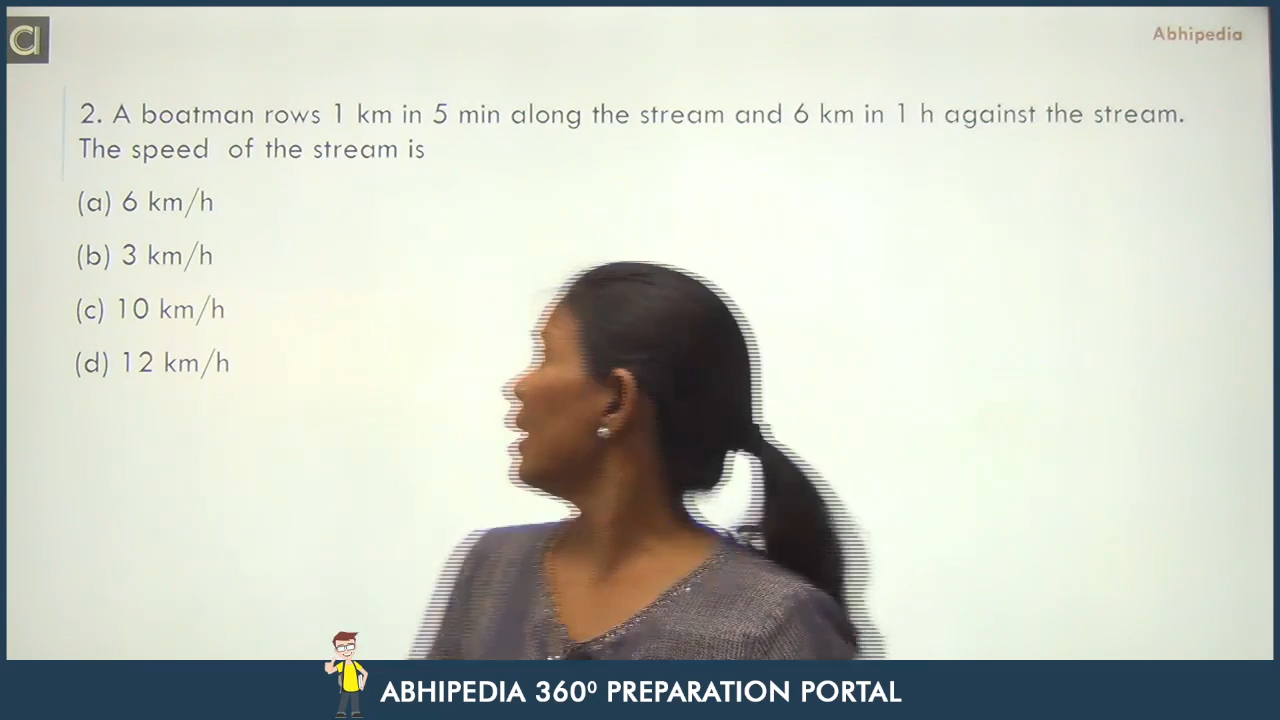 Abhipedia
2. A boatman rows 1 km in 5 min along the stream and 6 km in 1 h against the stream.
The speed of the stream is
(a) 6 km/h
(b) 3 km/h
(c) 10 km/h
(d) 12 km/h
ABHIPEDIA 360⁰ PREPARATION PORTAL